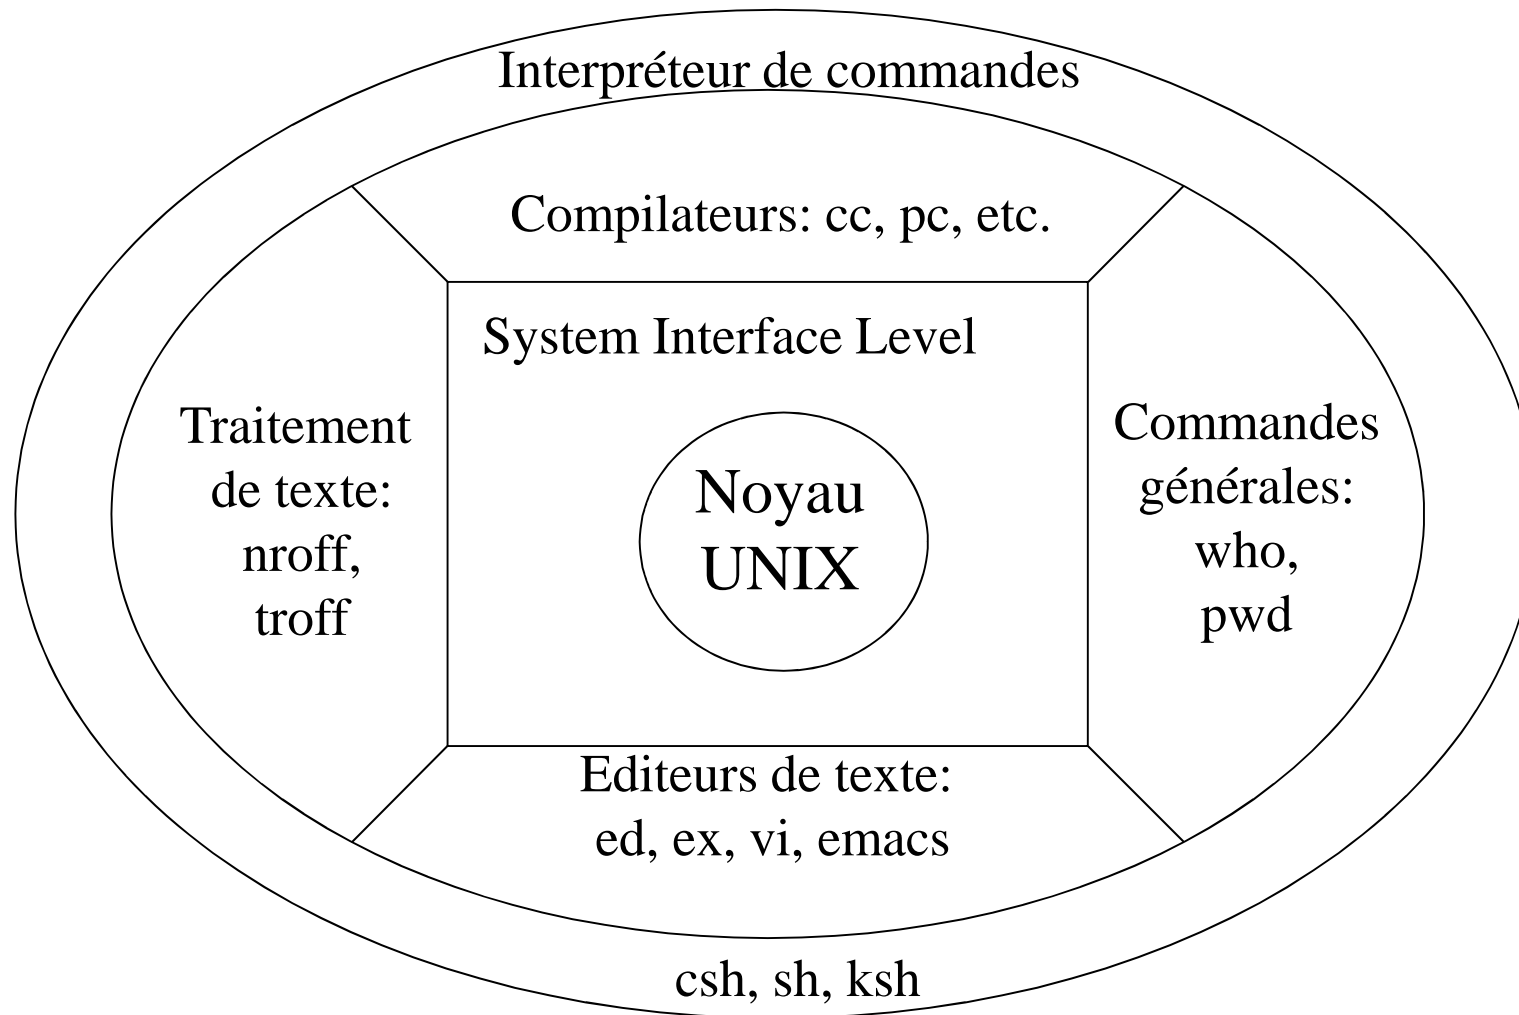 Interpréteur de commandes
Compilateurs: cc, pc, etc.
System Interface Level
Traitement
de texte:
nroff,
troff
Noyau
UNIX
Commandes
générales:
who,
pwd
Editeurs de texte:
ed, ex, vi, emacs
csh, sh, ksh